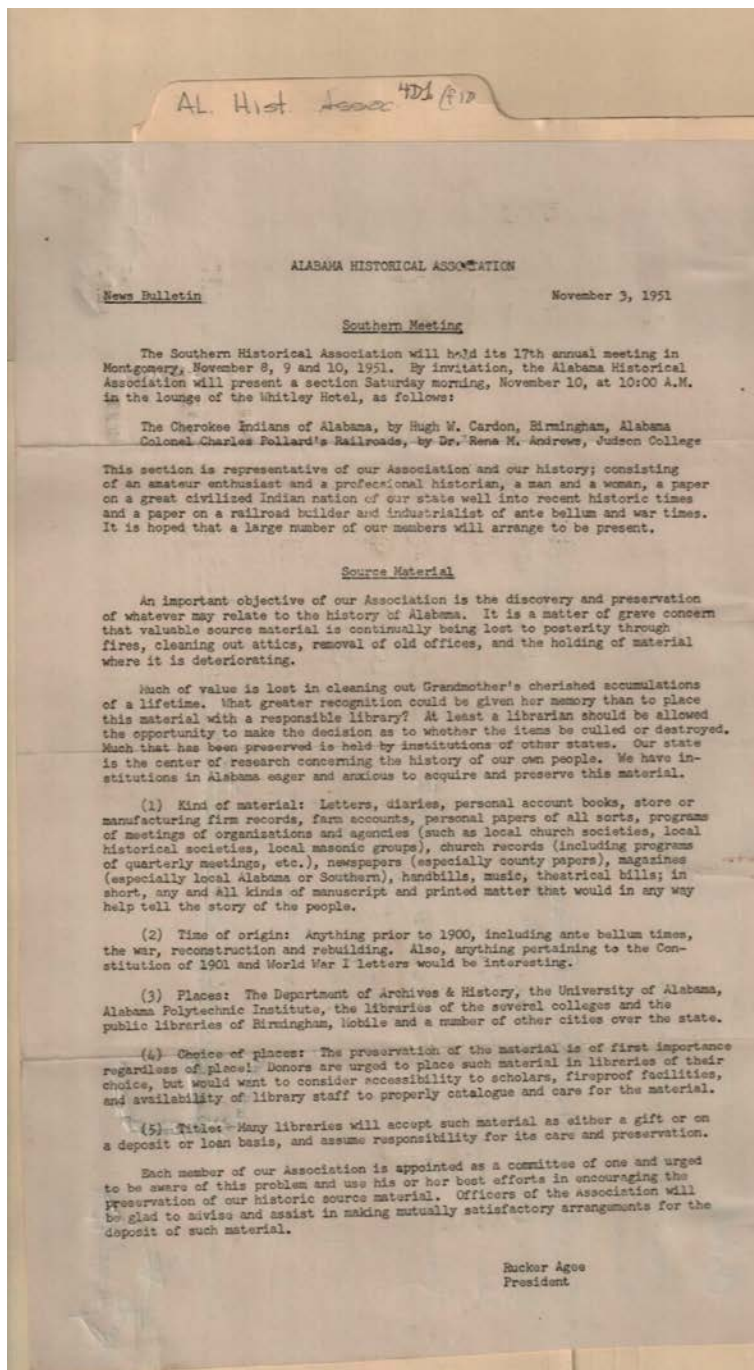 AL. Hist. Assoc 4D1
ALABAMA HISTORICAL ASSOCIATION
News Bulletin November 3, 1951
Southern Meeting
The Southern Historical Association will hold its 17th annual meeting in
Montgomery, November 8, 9 and 10, 1951. By invitation, the Alabama Historical
Association will present a section Saturday morning, November 10, at 10:00 A.M.
in the lounge of the Whitley Hotel, as follows:
The Cherokee Indians of Alabama, by Hugh W. Cardon, Birmingham, Alabama
Colonel Charles Pollard's Railroads, by Dr. Rena M. Andrews, Judson College
This section is representative of our Association and our history; consisting
of an amateur enthusiast and a professional historian, a man and a woman, a paper
on a great civilized Indian nation of our state well into recent historic times
and a paper on a railroad builder and industrialist of ante bellum and war times.
It is hoped that a large number of our members will arrange to be present.
Source Material
An important objective of our Association is the discovery and preservation
of whatever may relate to the history of Alabama. It is a matter of grave concern
that valuable source material is continually being lost to posterity through
fires, cleaning out attics, removal of old offices, and the holding of material
where it is deteriorating.
Much of value is lost in cleaning out Grandmother's cherished accumulations
of a lifetime. What greater recognition could be given her memory than to place
this material with a responsible library? At least a librarian should be allowed
the opportunity to make the decision as to whether the items be culled or destroyed.
Much that has been preserved is held by institutions of other states. Our state
is the center of research concerning the history of our own people. We have in-
stitutions in Alabama eager and anxious to acquire and preserve this material.
(1) Kind of material: Letters, diaries, personal account books, store or
manufacturing firm records, farm accounts, personal papers of all sorts, programs
of meetings of organizations and agencies (such as local church societies, local
historical societies, local masonic groups), church records (including programs
of quarterly meetings, etc.), newspapers (especially county papers), magazines
(especially local Alabama or Southern), handbills, music, theatrical bills; in
short, any and all kinds of manuscript and printed matter that would in any way
help tell the story of the people.
(2) Time of origin: Anything prior to 1900, including ante bellum times,
the war, reconstruction and rebuilding. Also, anything pertaining to the Con-
stitution of 1901 and World War I letters would be interesting.
(3) Places: The Department of Archives & History, the University of Alabama,
Alabama Polytechnic Institute, the libraries of the several colleges and the
public libraries of Birmingham, Mobile and a number of other cities over the state.
(4) Choice of places: The preservation of the material is of first importance
regardless of place! Donors are urged to place such material in libraries of their
choice, but would want to consider accessibility to scholars, fireproof facilities,
and availability of library staff to properly catalogue and care for the material.
(5) Title: Many libraries will accept such material as either a gift or on
a deposit or loan basis, and assume responsibility for its care and preservation.
Each member of our Association is appointed as a committee of one and urged
to be aware of this problem and use his or her best efforts in encouraging the
preservation of our historic source material. Officers of the Association will
be glad to advise and assist in making mutually satisfactory arrangements for the
deposit of such material.
Rucker Agee
President